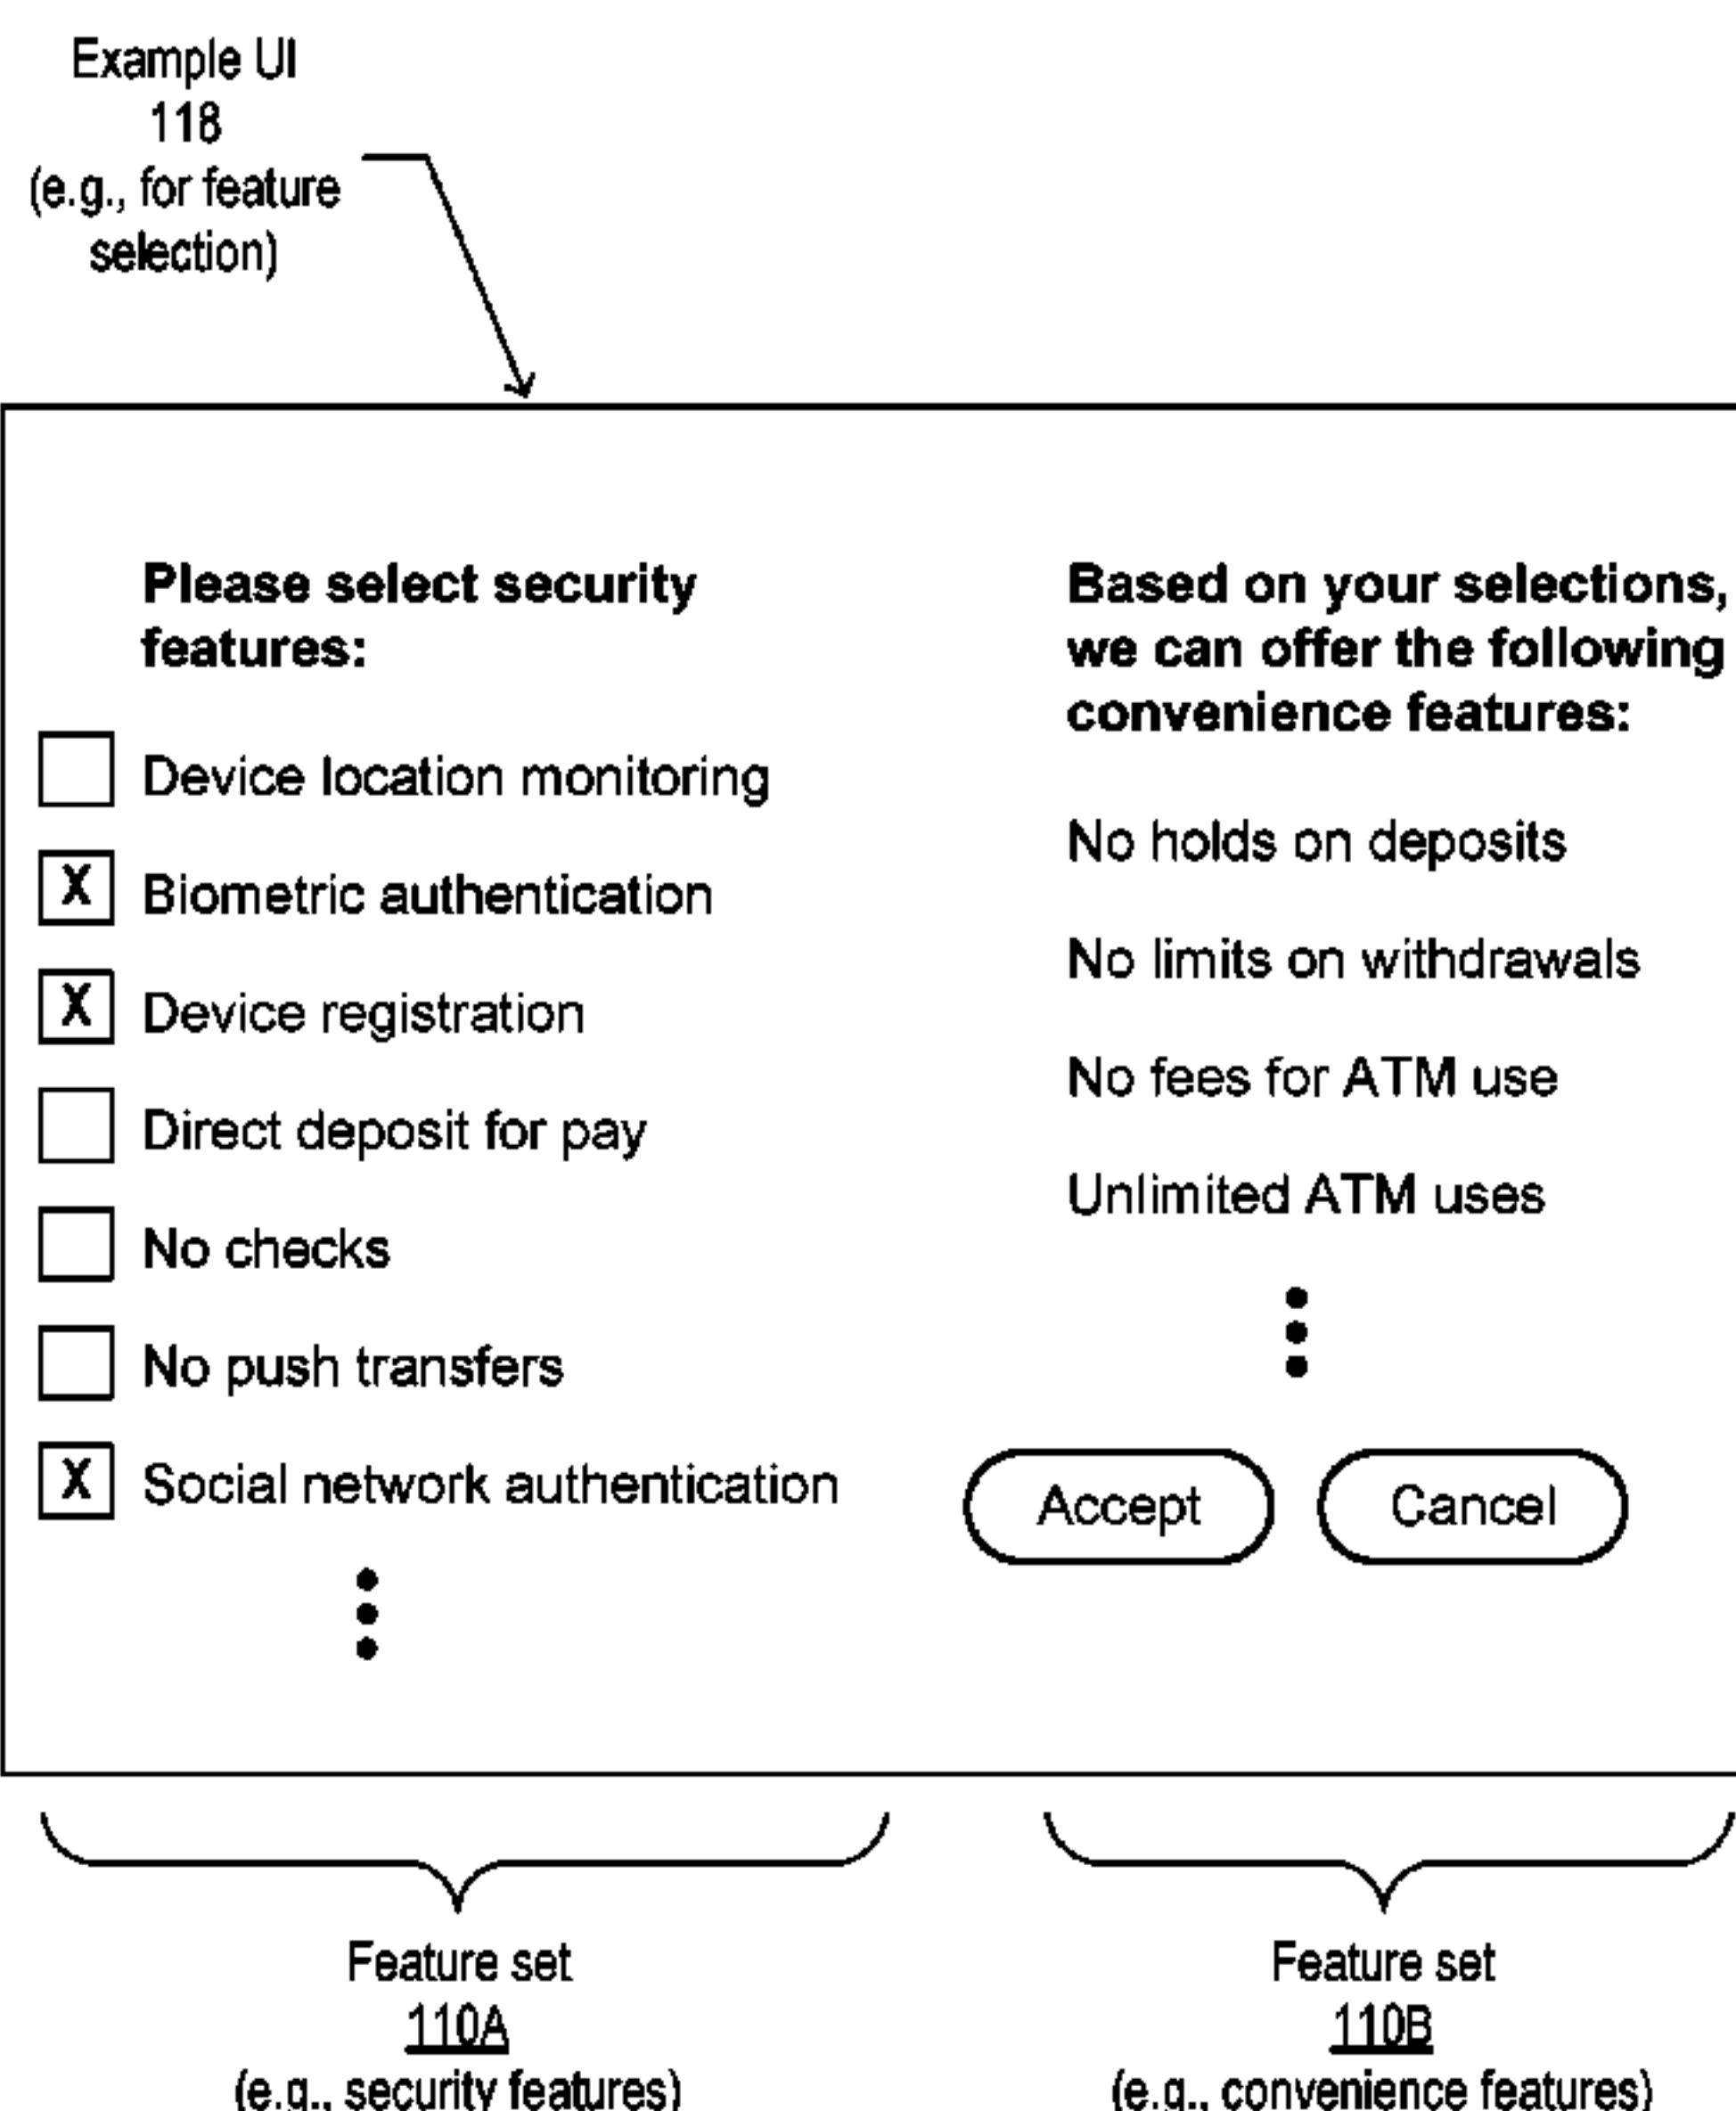 Example UI
118
(e.g., for feature
selection)
Please select security
features:
Device location monitoring
X Biometric authentication
X Device registration
Direct deposit for pay
No checks
No push transfers
X Social network authentication
Based on your selections,
we can offer the following
convenience features:
No holds on deposits
No limits on withdrawals
No fees for ATM use
Unlimited ATM uses
Accept
Cancel
Feature set
110A
(e.g., security features)
Feature set
110B
(e.g., convenience features)